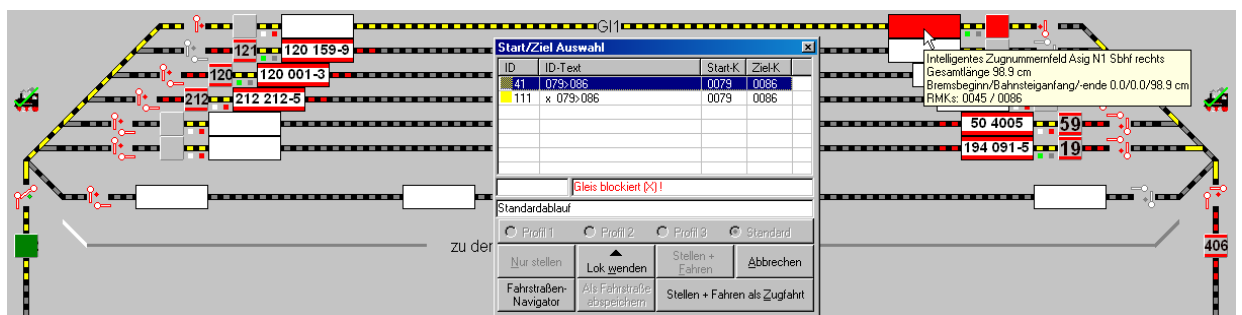 Gl1
121 120 159-9
120 120 001-3
212 212 212-5
Start/Ziel Auswahl
ID ID-Text Start-K Ziel-K
41 079>086 0079 0086
111 x 079>086 0079 0086
Gleis blockiert (X) !
Standardablauf
Profil 1 Profil 2 Profil 3 Standard
Nur stellen Lok wenden Stellen + Fahren Abbrechen
Fahrstraßen-Navigator Als Fahrstraße abspeichern Stellen + Fahren als Zugfahrt
Intelligentes Zugnummernfeld Asig N1 Sbhf rechts
Gesamtlänge 98.9 cm
Bremsbeginn/Bahnsteiganfang/-ende 0.0/0.0/98.9 cm
RMKs: 0045 / 0086
50 4005 59
194 091-5 19
zu der
406